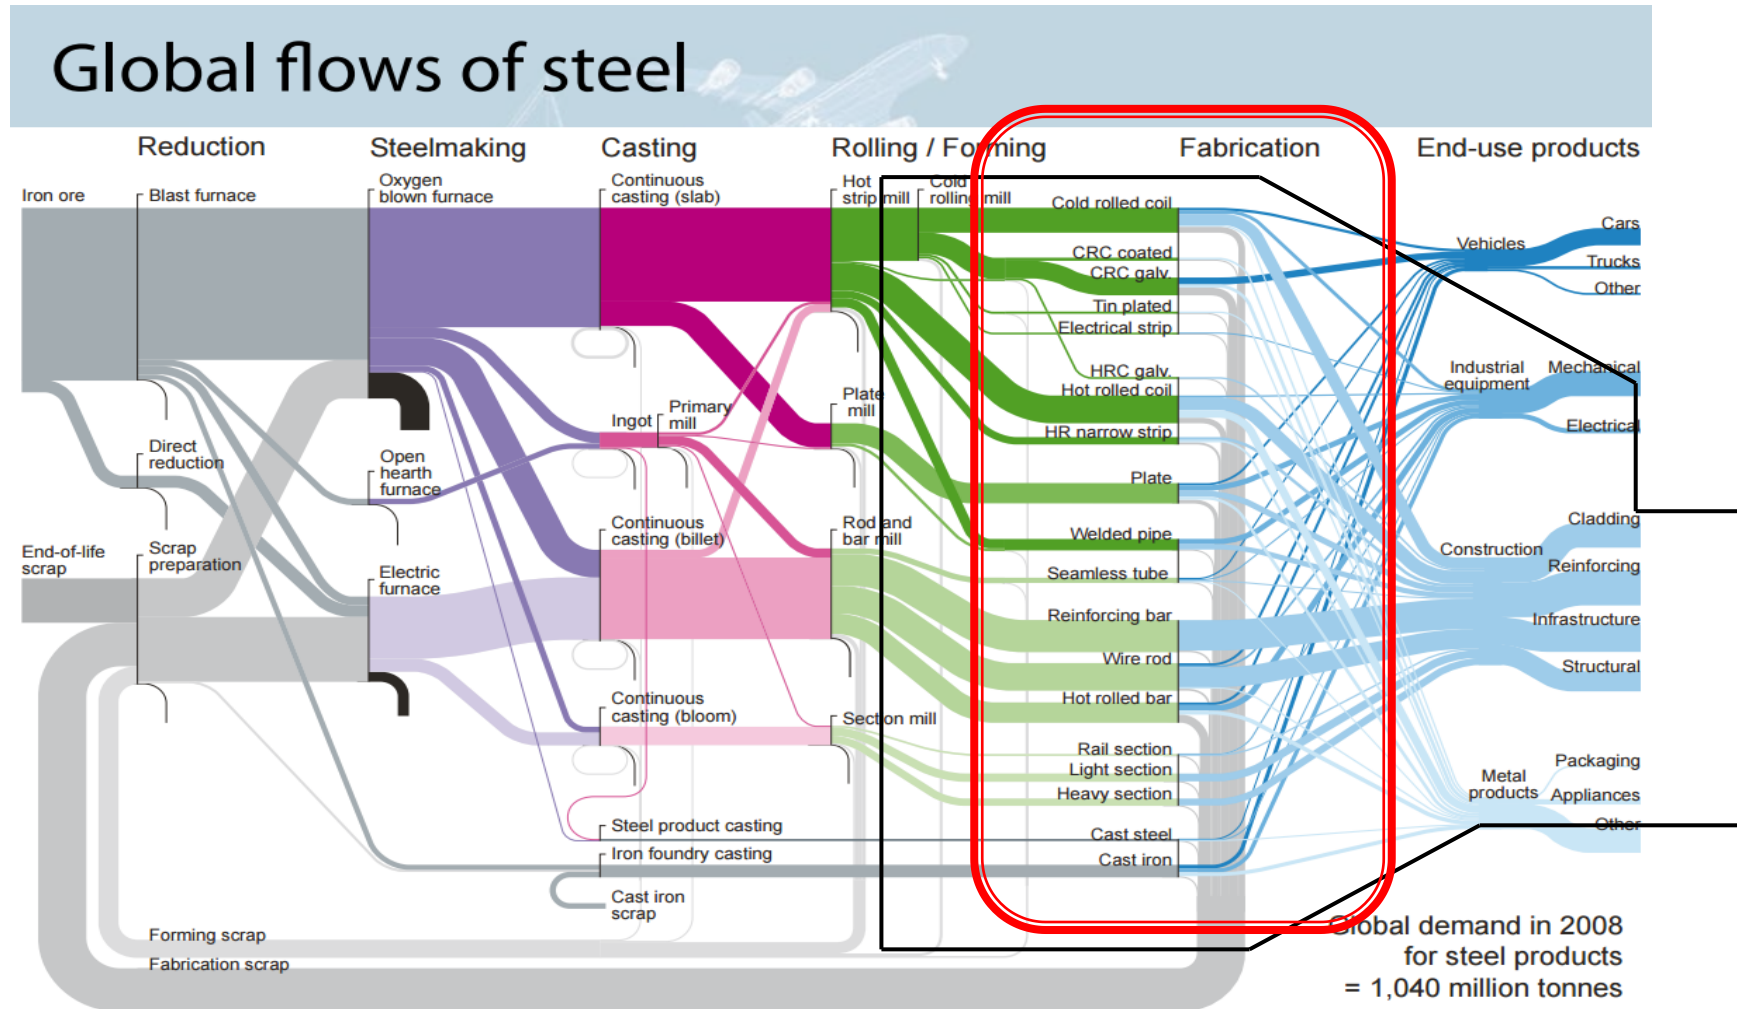 Global flows of steel
Reduction
Steelmaking
Casting
Rolling / Forming
Fabrication
End-use products
Iron ore
Blast furnace
Oxygen
blown furnace
Continuous
casting (slab)
Hot
strip mill
Cold
rolling mill
Cold rolled coil
CRC coated
CRC galv.
Tin plated
Electrical strip
HRC galv.
Hot rolled coil
HR narrow strip
Plate
Welded pipe
Seamless tube
Reinforcing bar
Wire rod
Hot rolled bar
Rail section
Light section
Heavy section
Cast steel
Cast iron
Vehicles
Cars
Trucks
Other
Industrial
equipment
Mechanical
Electrical
Construction
Cladding
Reinforcing
Infrastructure
Structural
Metal
products
Packaging
Appliances
Other
Direct
reduction
Open
hearth
furnace
Ingot
Primary
mill
Plate
mill
End-of-life
scrap
Scrap
preparation
Electric
furnace
Continuous
casting (billet)
Rod and
bar mill
Continuous
casting (bloom)
Section mill
Steel product casting
Iron foundry casting
Cast iron
scrap
Forming scrap
Fabrication scrap
Global demand in 2008
for steel products
= 1,040 million tonnes